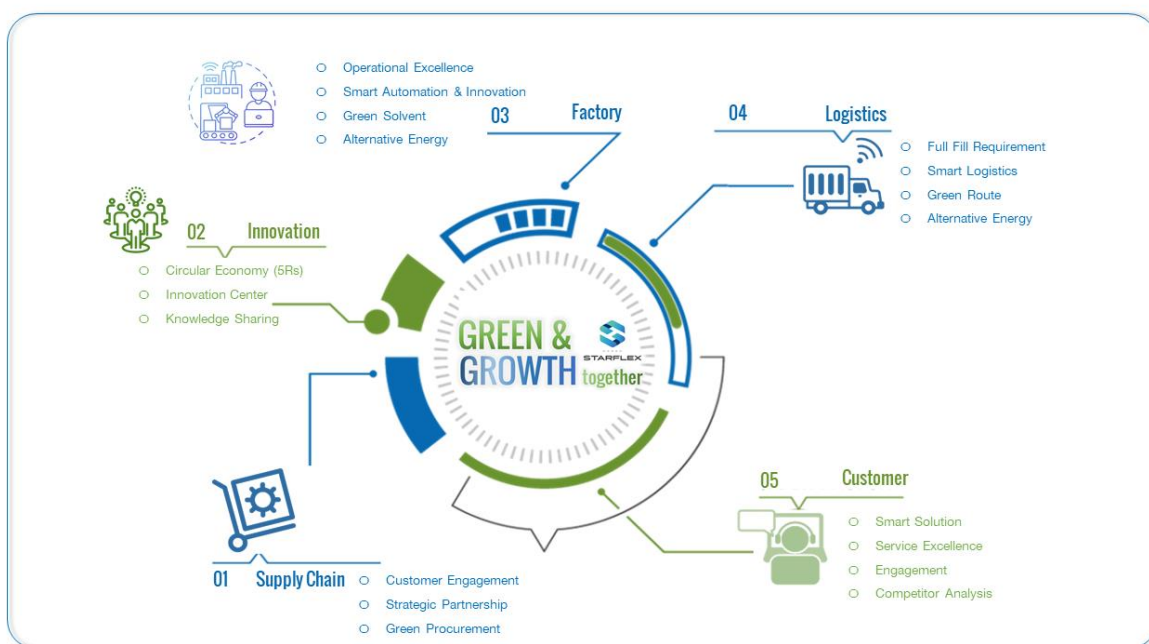 Operational Excellence
Smart Automation & Innovation
Green Solvent
Alternative Energy
03 Factory
04 Logistics
Full Fill Requirement
Smart Logistics
Green Route
Alternative Energy
02 Innovation
Circular Economy (5Rs)
Innovation Center
Knowledge Sharing
GREEN &
GROWTH together
STARFLEX
01 Supply Chain
Customer Engagement
Strategic Partnership
Green Procurement
05 Customer
Smart Solution
Service Excellence
Engagement
Competitor Analysis